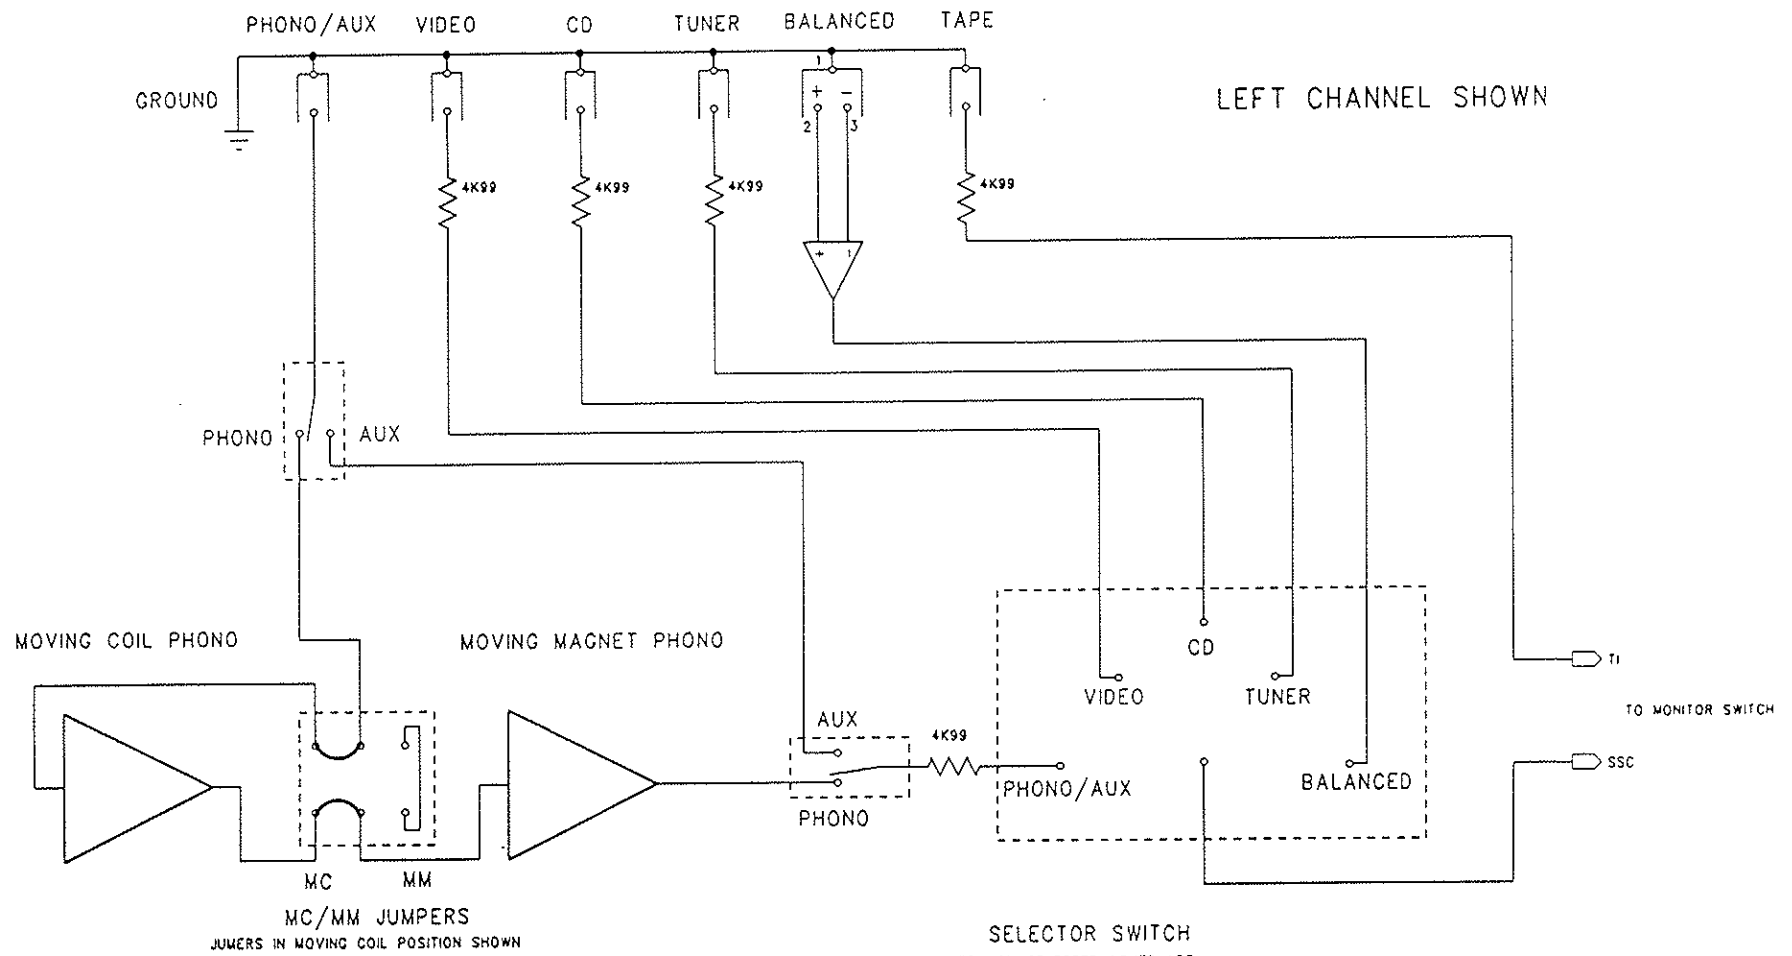 PHONO/AUX VIDEO CD TUNER BALANCED TAPE
GROUND
1
+ -
2 3
LEFT CHANNEL SHOWN
4K99 4K99 4K99 4K99
+ 1
PHONO AUX
MOVING COIL PHONO
MOVING MAGNET PHONO
CD
VIDEO TUNER
T1
TO MONITOR SWITCH
AUX
4K99
PHONO/AUX
BALANCED
SSC
PHONO
MC MM
MC/MM JUMPERS
JUMERS IN MOVING COIL POSITION SHOWN
SELECTOR SWITCH